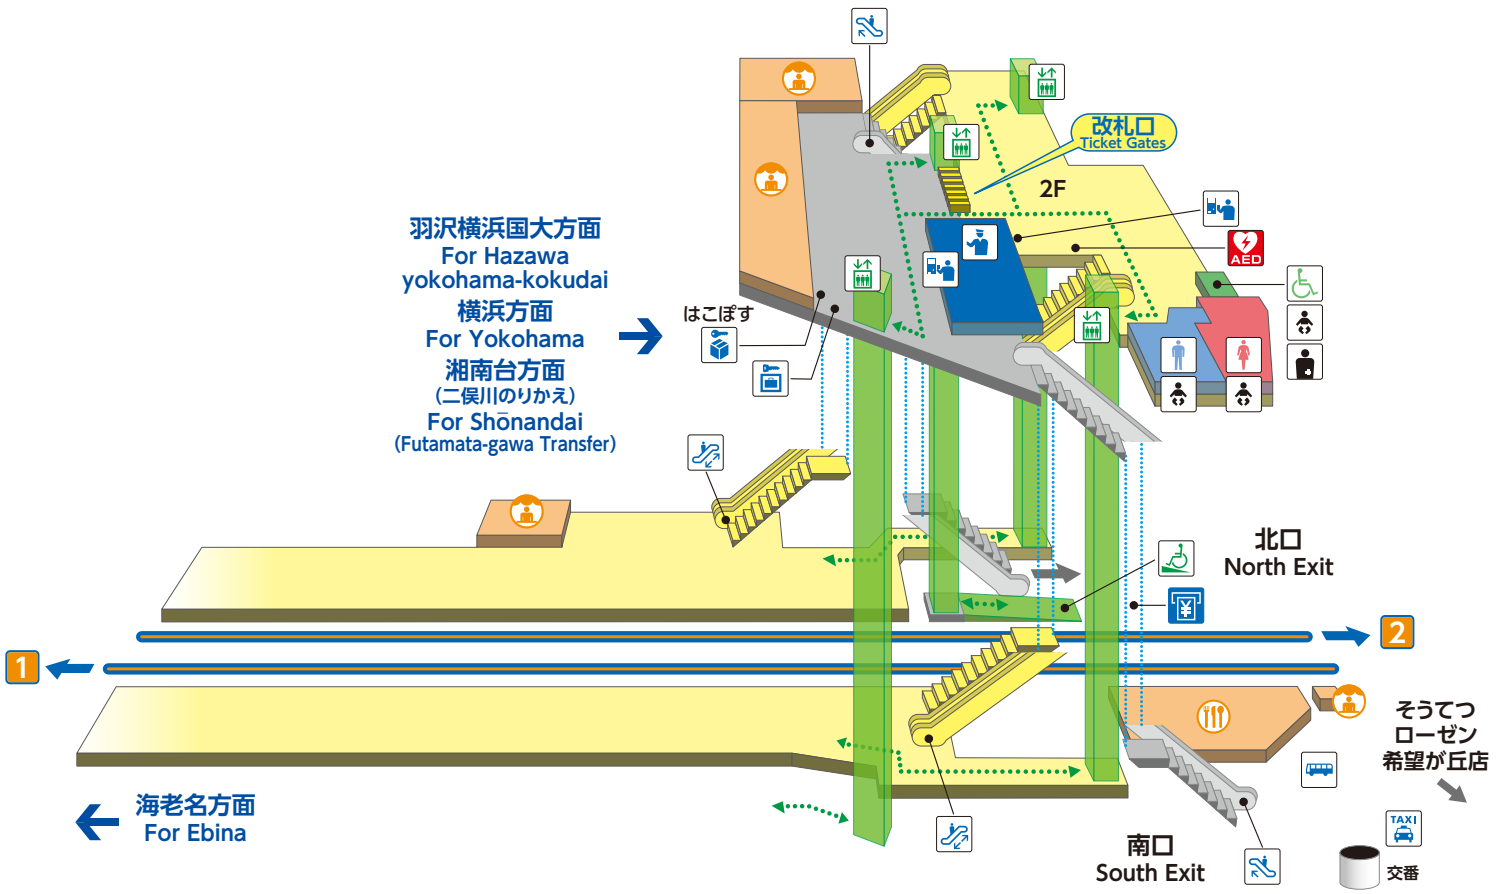 改札口
Ticket Gates
2F
AED
羽沢横浜国大方面
For Hazawa
yokohama-kokudai
横浜方面
For Yokohama
湘南台方面
(二俣川のりかえ)
For Shōnandai
(Futamata-gawa Transfer)
はこぽす
北口
North Exit
¥
2
1
そうてつ
ローゼン
希望が丘店
海老名方面
For Ebina
TAXI
南口
South Exit
交番